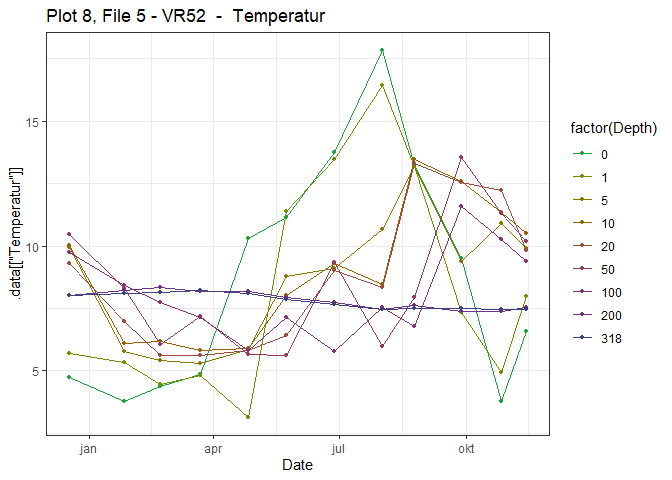 Plot 8, File 5 - VR52 - Temperatur
.data[["Temperatur"]]
15
10
5
jan
apr
jul
okt
Date
factor(Depth)
0
1
5
10
20
50
100
200
318